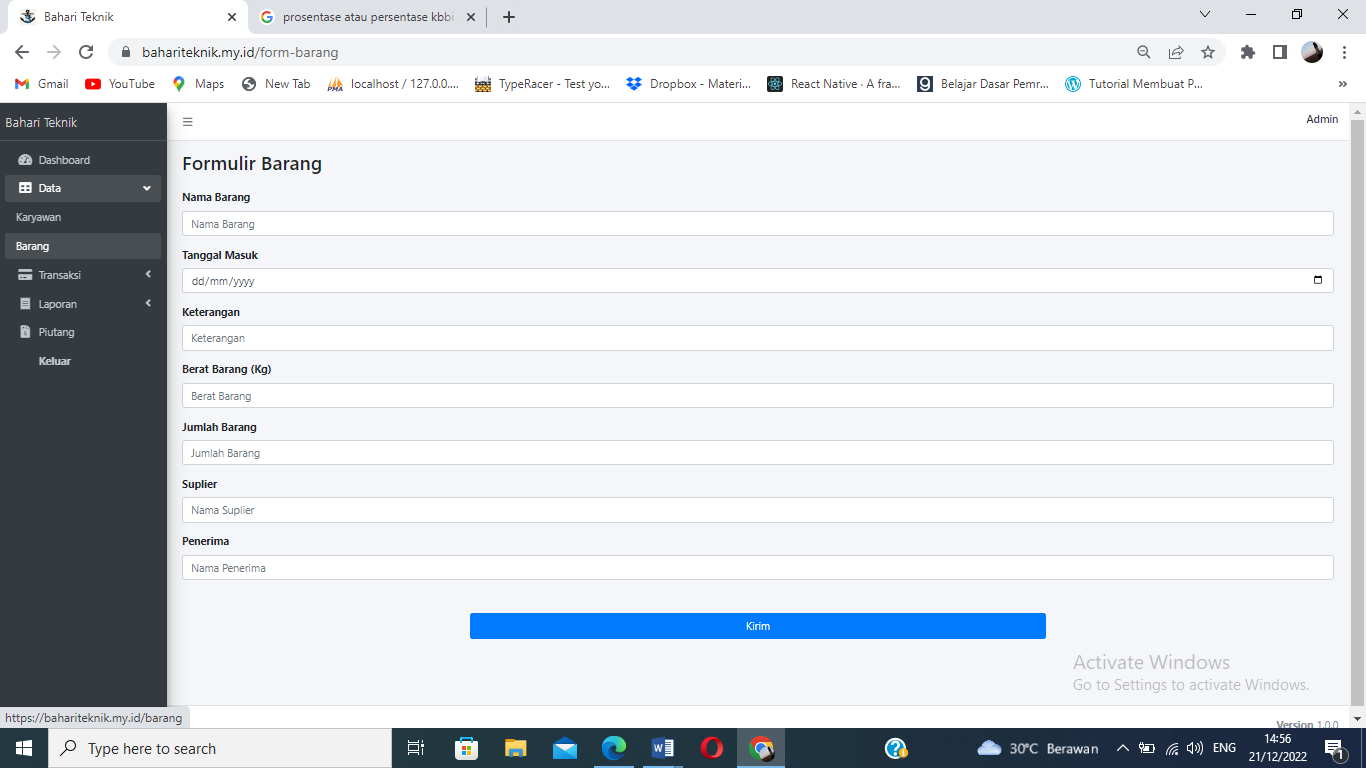 Bahari Teknik
prosentase atau persentase kbbi
bahariteknik.my.id/form-barang
Gmail
YouTube
Maps
New Tab
localhost / 127.0.0....
TypeRacer - Test yo...
Dropbox - Materi...
React Native · A fra...
Belajar Dasar Pemr...
Tutorial Membuat P...
Bahari Teknik
Admin
Dashboard
Data
Karyawan
Barang
Transaksi
Laporan
Piutang
Keluar
Formulir Barang
Nama Barang
Nama Barang
Tanggal Masuk
dd/mm/yyyy
Keterangan
Keterangan
Berat Barang (Kg)
Berat Barang
Jumlah Barang
Jumlah Barang
Suplier
Nama Suplier
Penerima
Nama Penerima
Kirim
Activate Windows
Go to Settings to activate Windows.
https://bahariteknik.my.id/barang
Version 1.0.0
Type here to search
30°C Berawan
ENG
14:56
21/12/2022
1